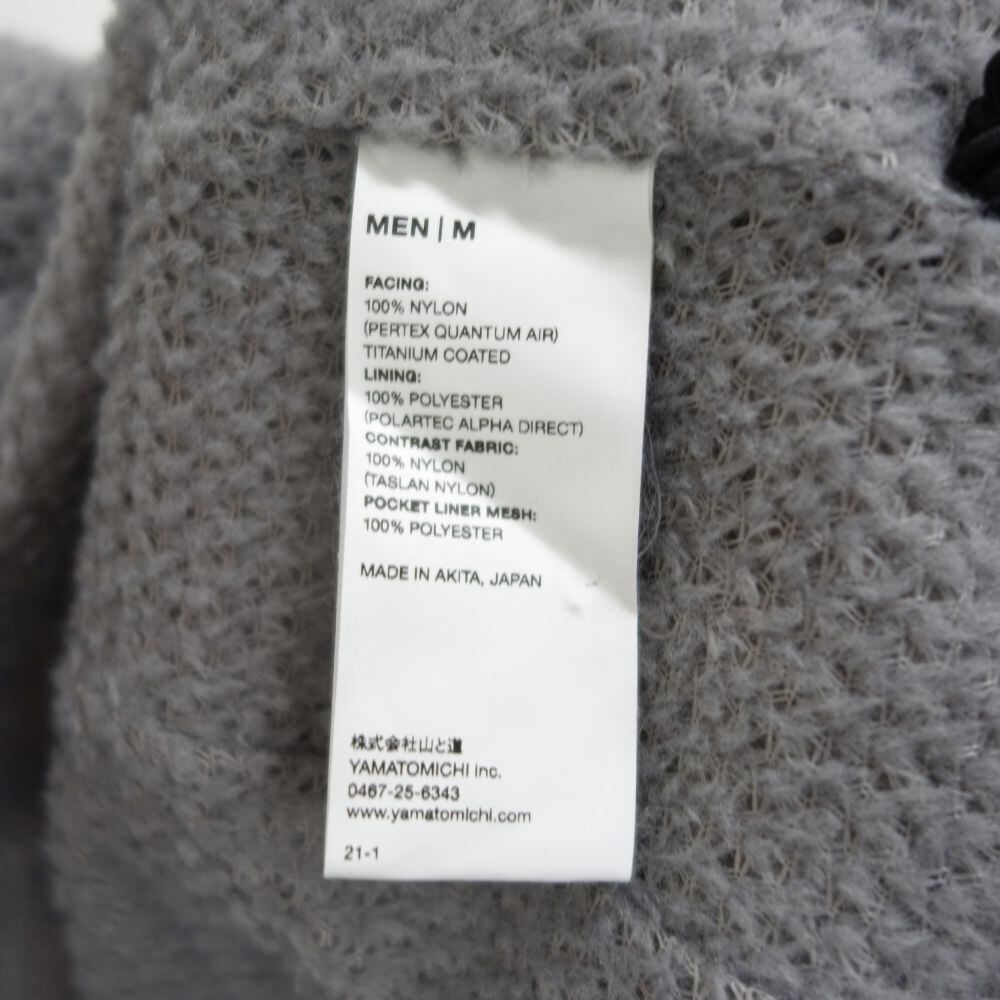 MEN | M
FACING:
100% NYLON
(PERTEX QUANTUM AIR)
TITANIUM COATED
LINING:
100% POLYESTER
(POLARTEC ALPHA DIRECT)
CONTRAST FABRIC:
100% NYLON
(TASLAN NYLON)
POCKET LINER MESH:
100% POLYESTER
MADE IN AKITA, JAPAN
株式会社山と道
YAMATOMICHI Inc.
0467-25-6343
www.yamatomichi.com
21-1